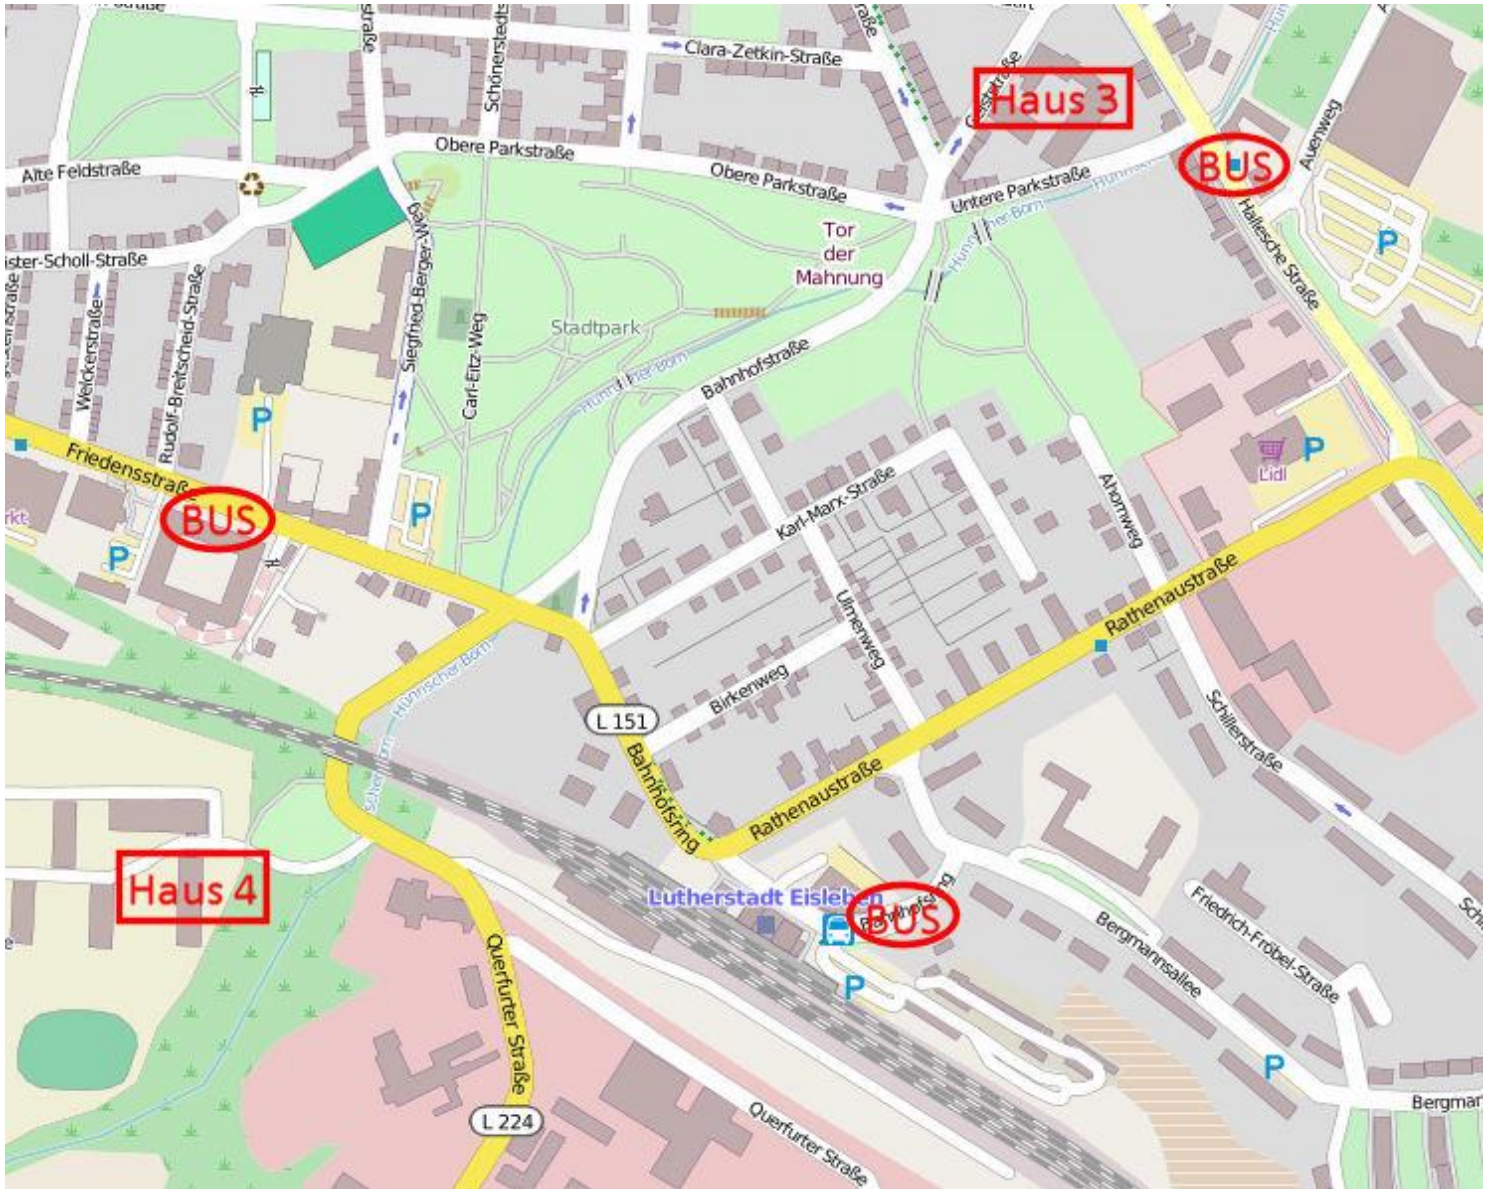 Clara-Zetkin-Straße
Haus 3
Obere Parkstraße
Obere Parkstraße
Alte Feldstraße
Auenweg
BUS
Untere Parkstraße
Hallesche Straße
Tor
der
Mahnung
P
Siegfried-Berger-Weg
Carl-Eitz-Weg
Stadtpark
Welckerstraße
Rudolf-Breitscheid-Straße
Bahnhofstraße
P
Friedensstraße
P
Lidl
Karl-Marx-Straße
Ahornweg
BUS
P
P
Ulmenweg
Rathenaustraße
Birkenweg
Hunnischer Born
L 151
Bahnhofsring
Schillerstraße
Rathenaustraße
Haus 4
Lutherstadt Eisleben
BUS
P
Bergmannsallee
Friedrich-Fröbel-Straße
Querfurter Straße
P
L 224
Querfurter Straße